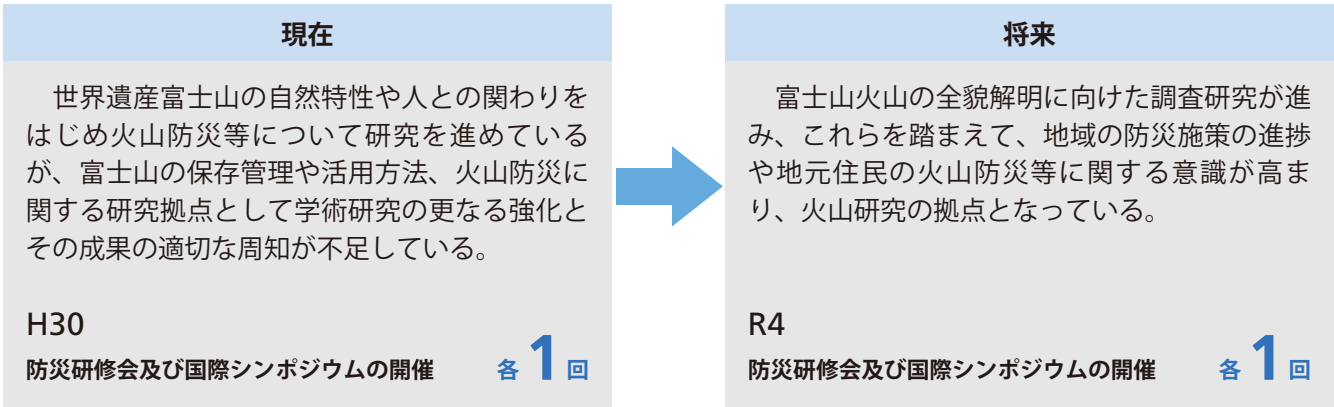 現在
世界遺産富士山の自然特性や人との関わりを
はじめ火山防災等について研究を進めている
が、富士山の保存管理や活用方法、火山防災に
関する研究拠点として学術研究の更なる強化と
その成果の適切な周知が不足している。
H30
防災研修会及び国際シンポジウムの開催 各1回
将来
富士山火山の全貌解明に向けた調査研究が進
み、これらを踏まえて、地域の防災施策の進捗
や地元住民の火山防災等に関する意識が高ま
り、火山研究の拠点となっている。
R4
防災研修会及び国際シンポジウムの開催 各1回